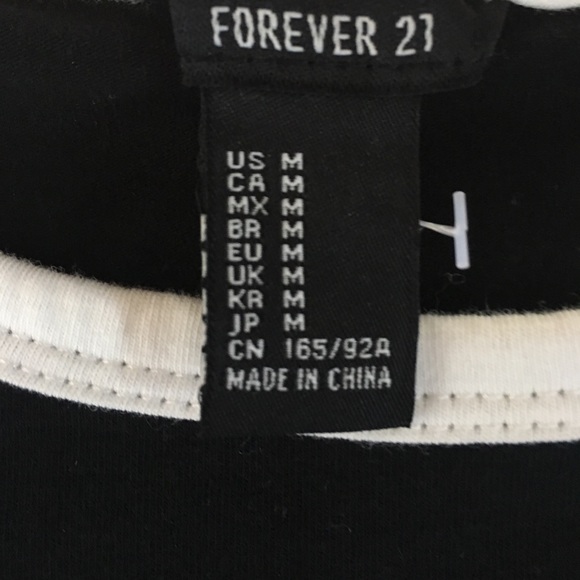 FOREVER 21
US M
CA M
MX M
BR M
EU M
UK M
KR M
JP M
CN 165/92A
MADE IN CHINA